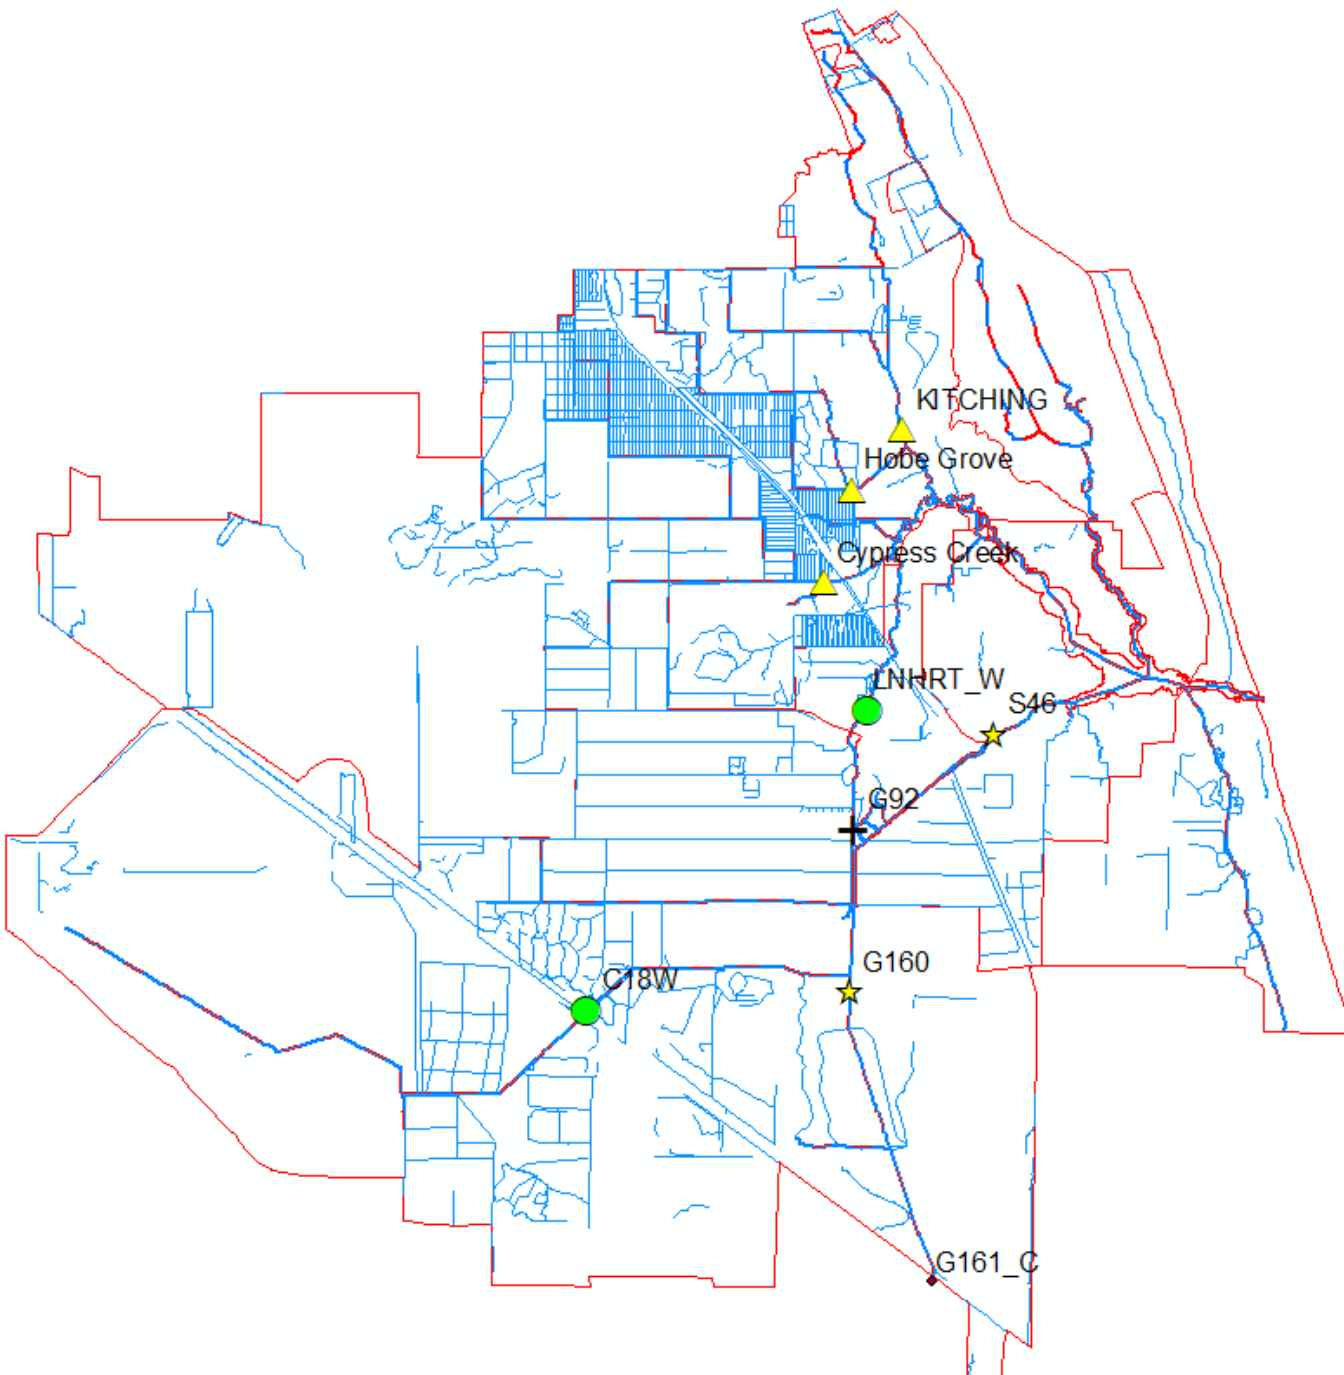 KITCHING
Hobe Grove
Cypress Creek
LNHRT_W
S46
G92
G160
C18W
G161_C